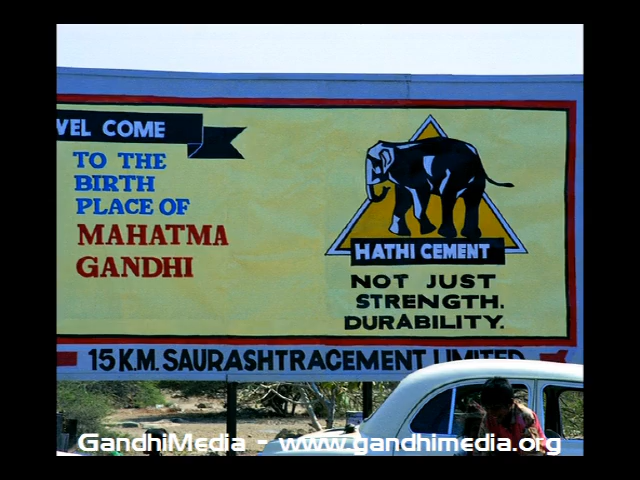 VEL COME
TO THE
BIRTH
PLACE OF
MAHATMA
GANDHI
HATHI CEMENT
NOT JUST
STRENGTH.
DURABILITY.
15 K.M. SAURASHTRACEMENT LIMITED
GandhiMedia - www.gandhimedia.org